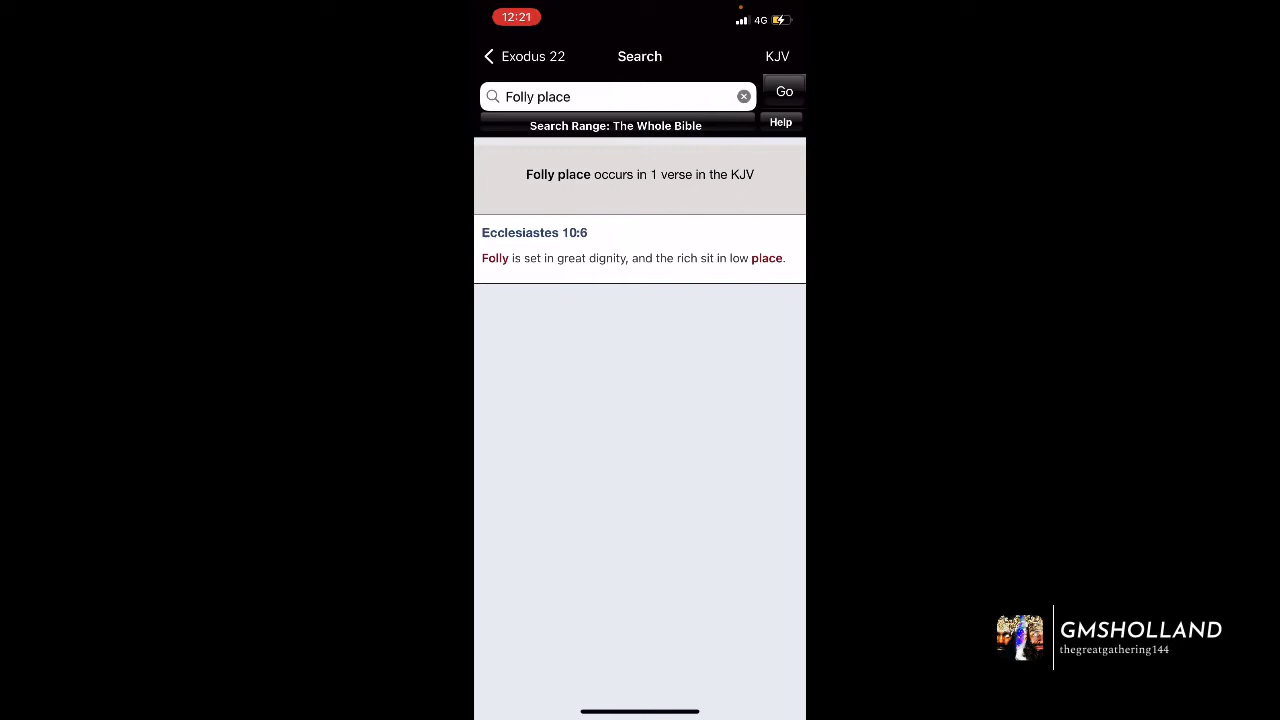 12:21
4G
Exodus 22
Search
KJV
Folly place
Go
Search Range: The Whole Bible
Help
Folly place occurs in 1 verse in the KJV
Ecclesiastes 10:6
Folly is set in great dignity, and the rich sit in low place.
GMSHOLLAND
thegreatgathering144